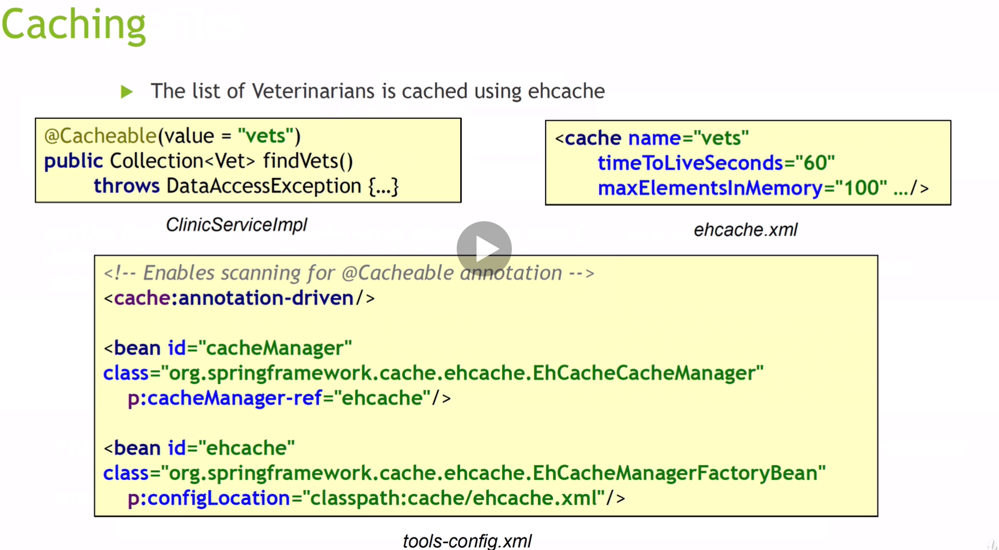 Caching
The list of Veterinarians is cached using ehcache
@Cacheable(value = "vets")
public Collection<Vet> findVets()
throws DataAccessException {...}
ClinicServiceImpl
<cache name="vets"
timeToLiveSeconds="60"
maxElementsInMemory="100" .../>
ehcache.xml
<!-- Enables scanning for @Cacheable annotation -->
<cache:annotation-driven/>
<bean id="cacheManager"
class="org.springframework.cache.ehcache.EhCacheCacheManager"
p:cacheManager-ref="ehcache"/>
<bean id="ehcache"
class="org.springframework.cache.ehcache.EhCacheManagerFactoryBean"
p:configLocation="classpath:cache/ehcache.xml"/>
tools-config.xml